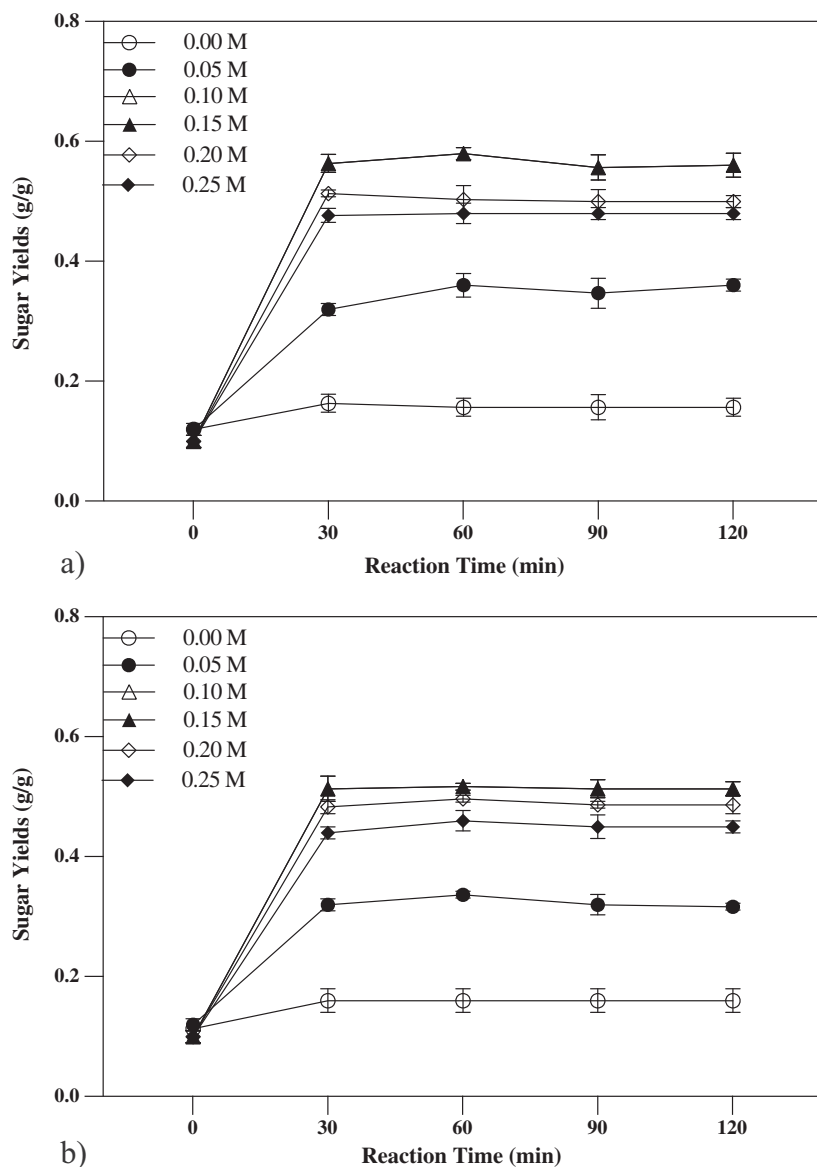 0.8
0.00 M
0.05 M
0.10 M
0.15 M
0.20 M
0.25 M
0.6
0.4
0.2
0.0
Sugar Yields (g/g)
0 30 60 90 120
Reaction Time (min)
a)
0.8
0.00 M
0.05 M
0.10 M
0.15 M
0.20 M
0.25 M
0.6
0.4
0.2
0.0
Sugar Yields (g/g)
0 30 60 90 120
Reaction Time (min)
b)